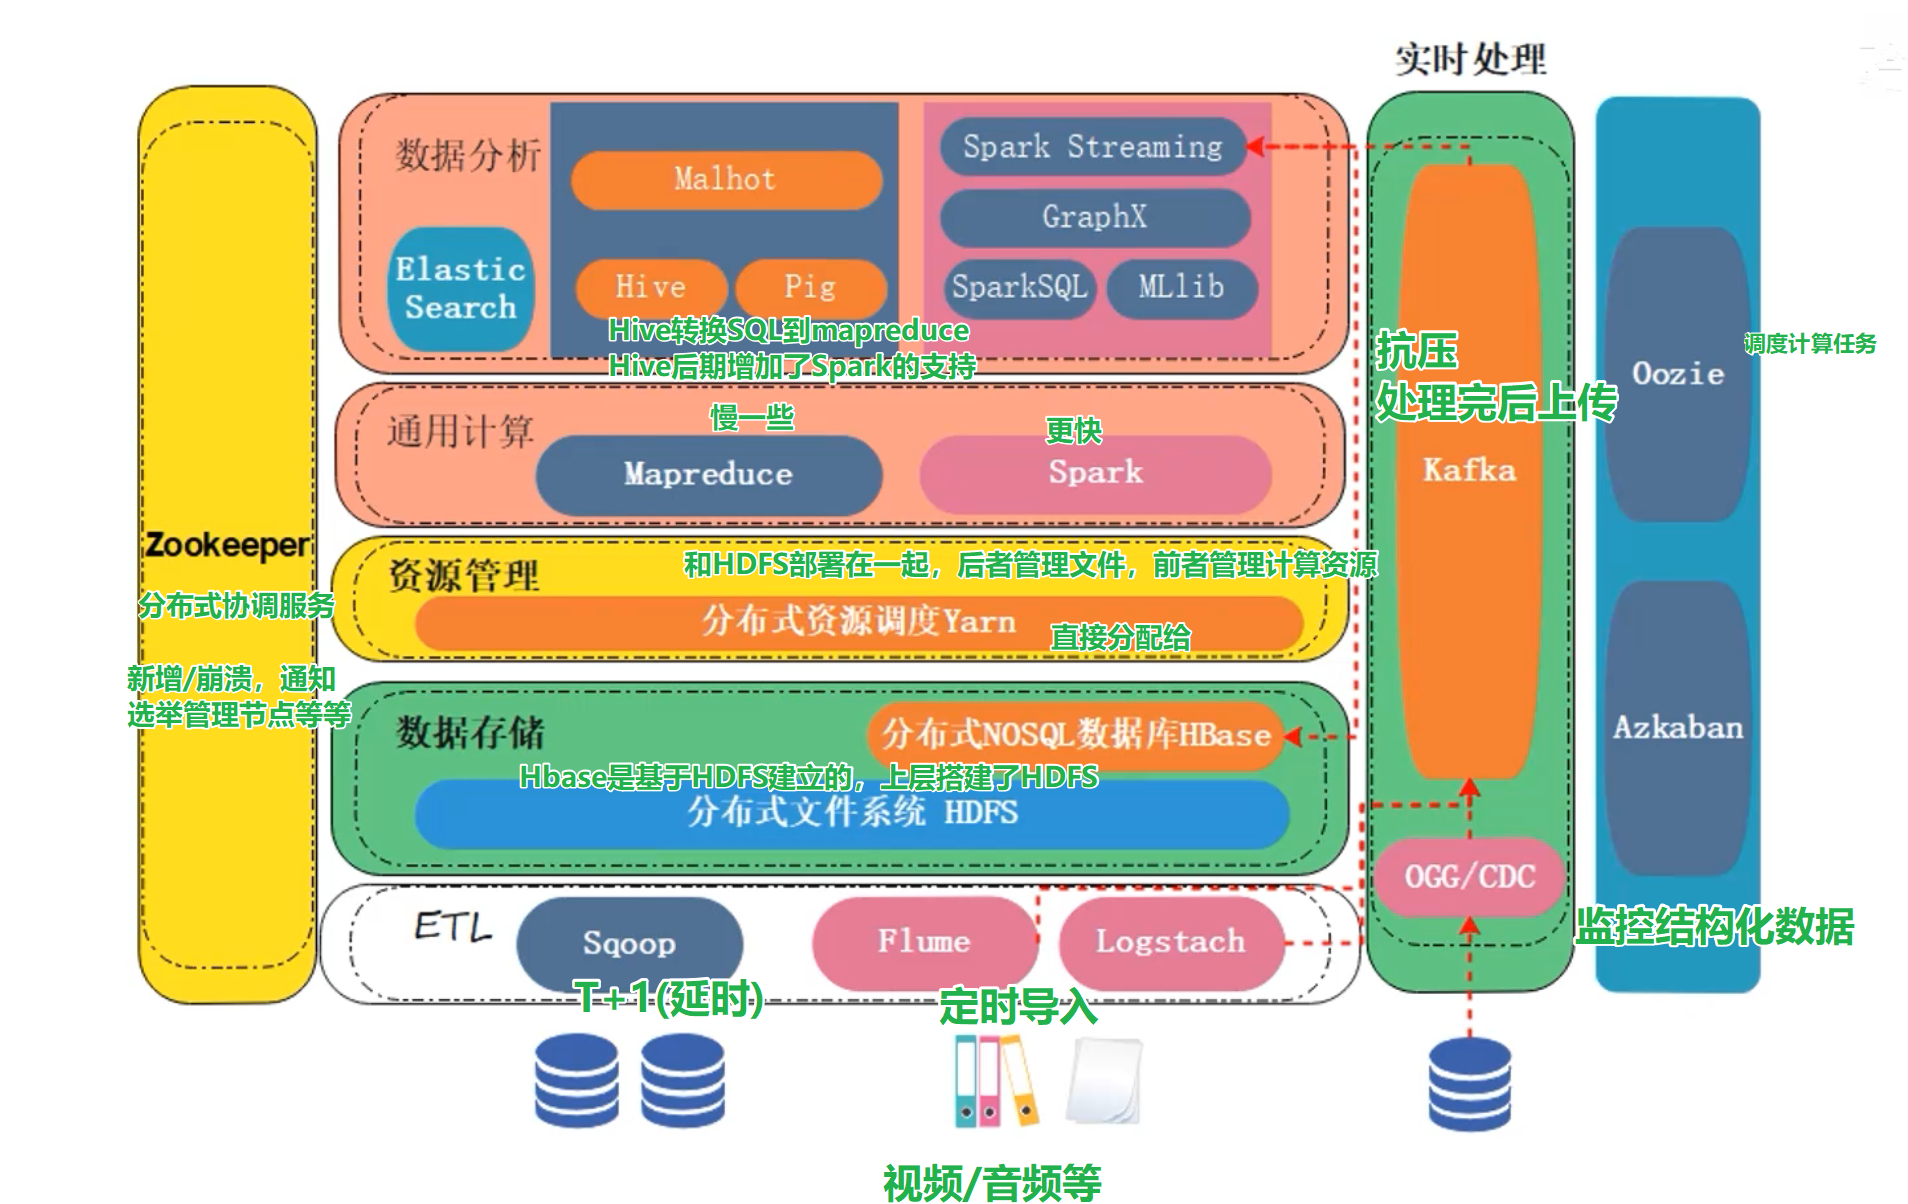 实时处理
数据分析
Malhot
Elastic
Search
Hive
Pig
Spark Streaming
GraphX
SparkSQL
MLlib
Hive转换SQL到mapreduce
Hive后期增加了Spark的支持
通用计算
慢一些
Mapreduce
更快
Spark
资源管理
和HDFS部署在一起，后者管理文件，前者管理计算资源
分布式资源调度Yarn
直接分配给
数据存储
分布式NOSQL数据库HBase
Hbase是基于HDFS建立的，上层搭建了HDFS
分布式文件系统 HDFS
ETL
Sqoop
Flume
Logstach
T+1(延时)
定时导入
视频/音频等
Zookeeper
分布式协调服务
新增/崩溃，通知
选举管理节点等等
抗压
处理完后上传
Kafka
OGG/CDC
监控结构化数据
Oozie
调度计算任务
Azkaban